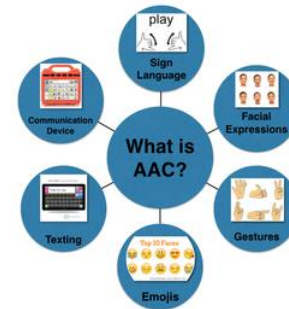 play
Sign
Language
Communication
Device
Facial
Expressions
What is
AAC?
Texting
Gestures
Top 10 Faces
Emojis